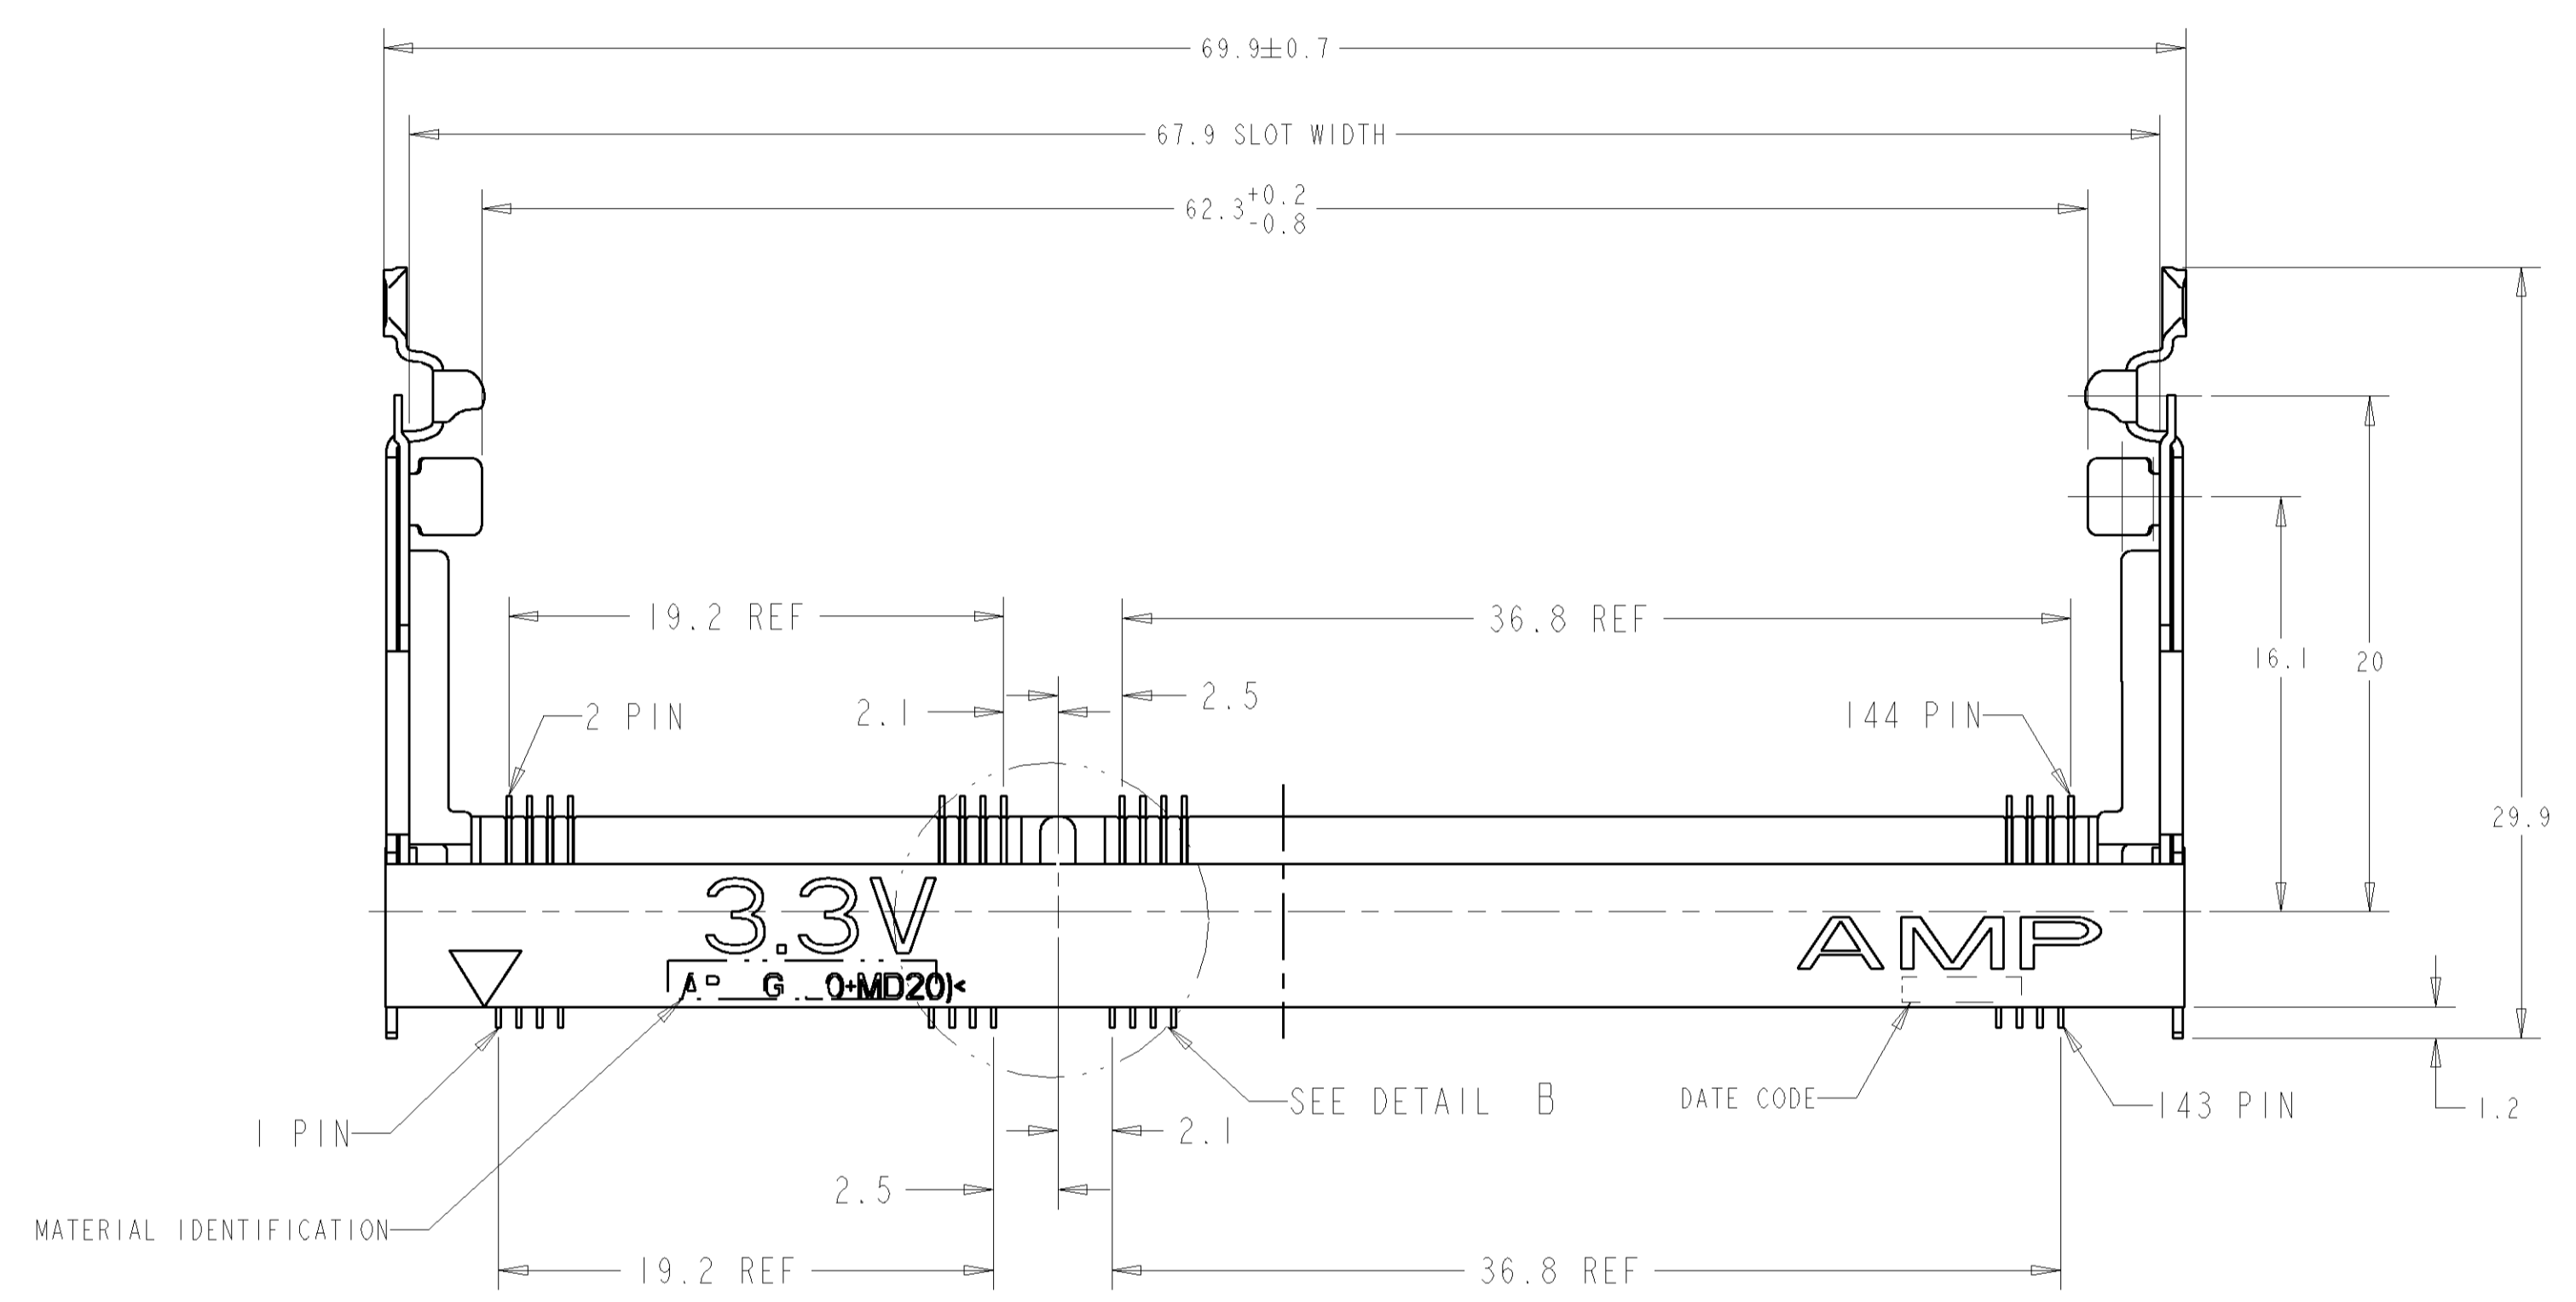 69.9±0.7
67.9 SLOT WIDTH
62.3 +0.2 -0.8
19.2 REF
36.8 REF
16.1
20
2.5
2.1
2 PIN
144 PIN
29.9
3.3V
AMP
0+MD20)<
SEE DETAIL B
DATE CODE
143 PIN
1.2
1 PIN
2.1
2.5
MATERIAL IDENTIFICATION
19.2 REF
36.8 REF